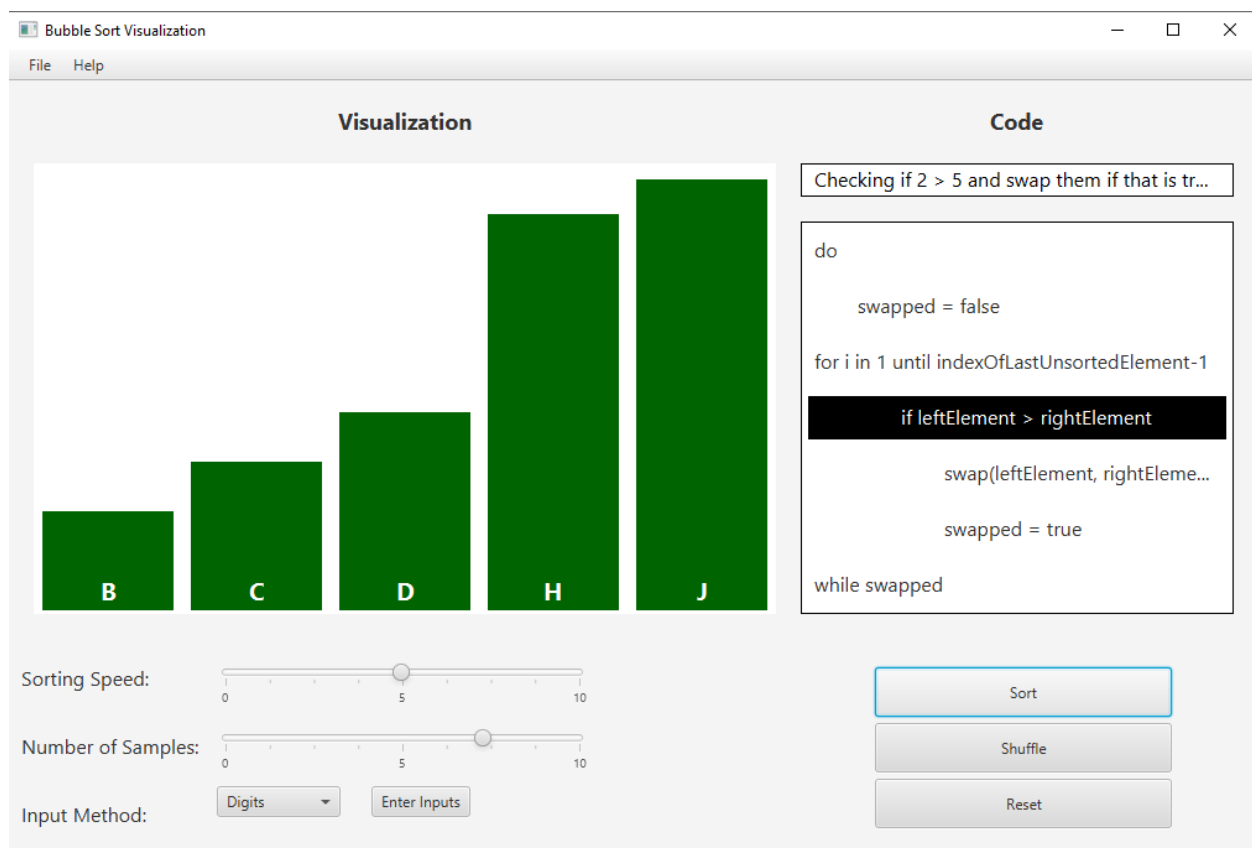 Bubble Sort Visualization
File Help
Visualization
Code
Checking if 2 > 5 and swap them if that is tr...
do
swapped = false
for i in 1 until indexOfLastUnsortedElement-1
if leftElement > rightElement
swap(leftElement, rightEleme...
swapped = true
while swapped
B C D H J
Sorting Speed:
0 5 10
Number of Samples:
0 5 10
Input Method:
Digits
Enter Inputs
Sort
Shuffle
Reset